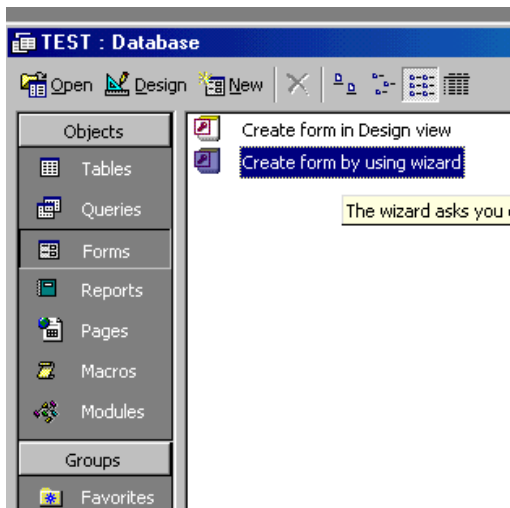 TEST : Database
Open Design New
Objects
Tables
Queries
Forms
Reports
Pages
Macros
Modules
Groups
Favorites
Create form in Design view
Create form by using wizard
The wizard asks you